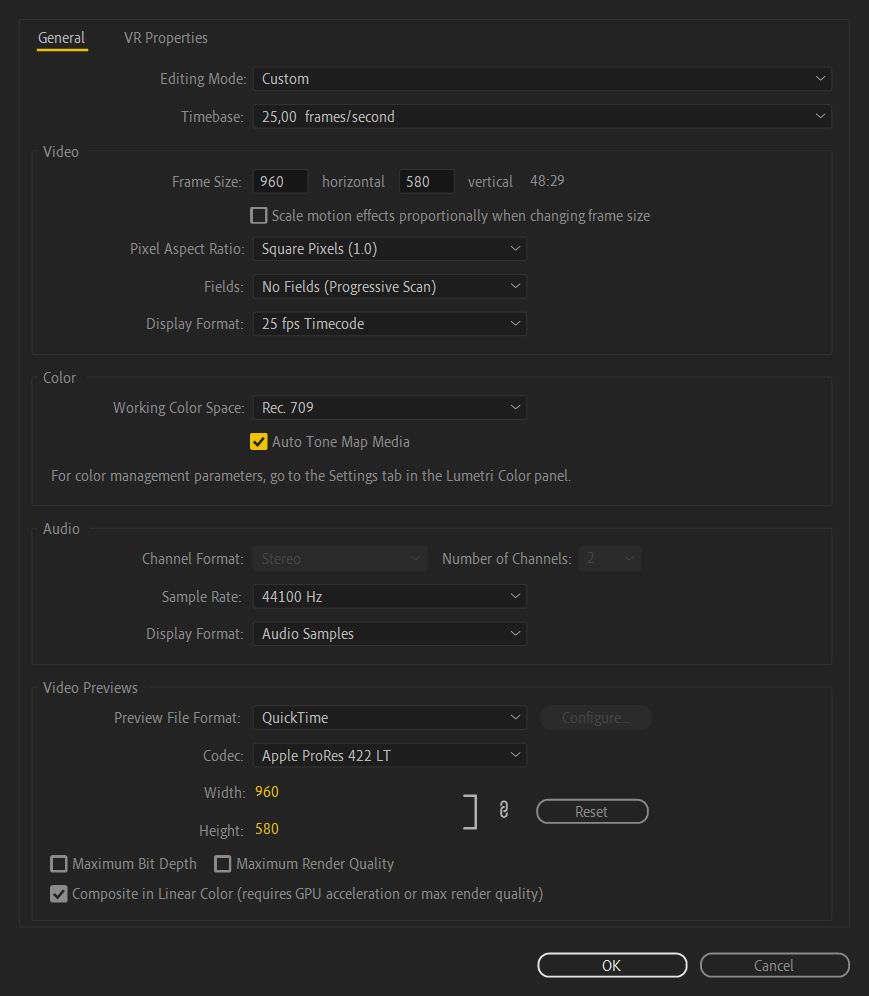 General VR Properties
Editing Mode: Custom
Timebase: 25,00 frames/second
Video
Frame Size: 960 horizontal 580 vertical 48:29
Scale motion effects proportionally when changing frame size
Pixel Aspect Ratio: Square Pixels (1.0)
Fields: No Fields (Progressive Scan)
Display Format: 25 fps Timecode
Color
Working Color Space: Rec. 709
Auto Tone Map Media
For color management parameters, go to the Settings tab in the Lumetri Color panel.
Audio
Channel Format: Stereo Number of Channels: 2
Sample Rate: 44100 Hz
Display Format: Audio Samples
Video Previews
Preview File Format: QuickTime Configure...
Codec: Apple ProRes 422 LT
Width: 960
Reset
Height: 580
Maximum Bit Depth Maximum Render Quality
Composite in Linear Color (requires GPU acceleration or max render quality)
OK Cancel